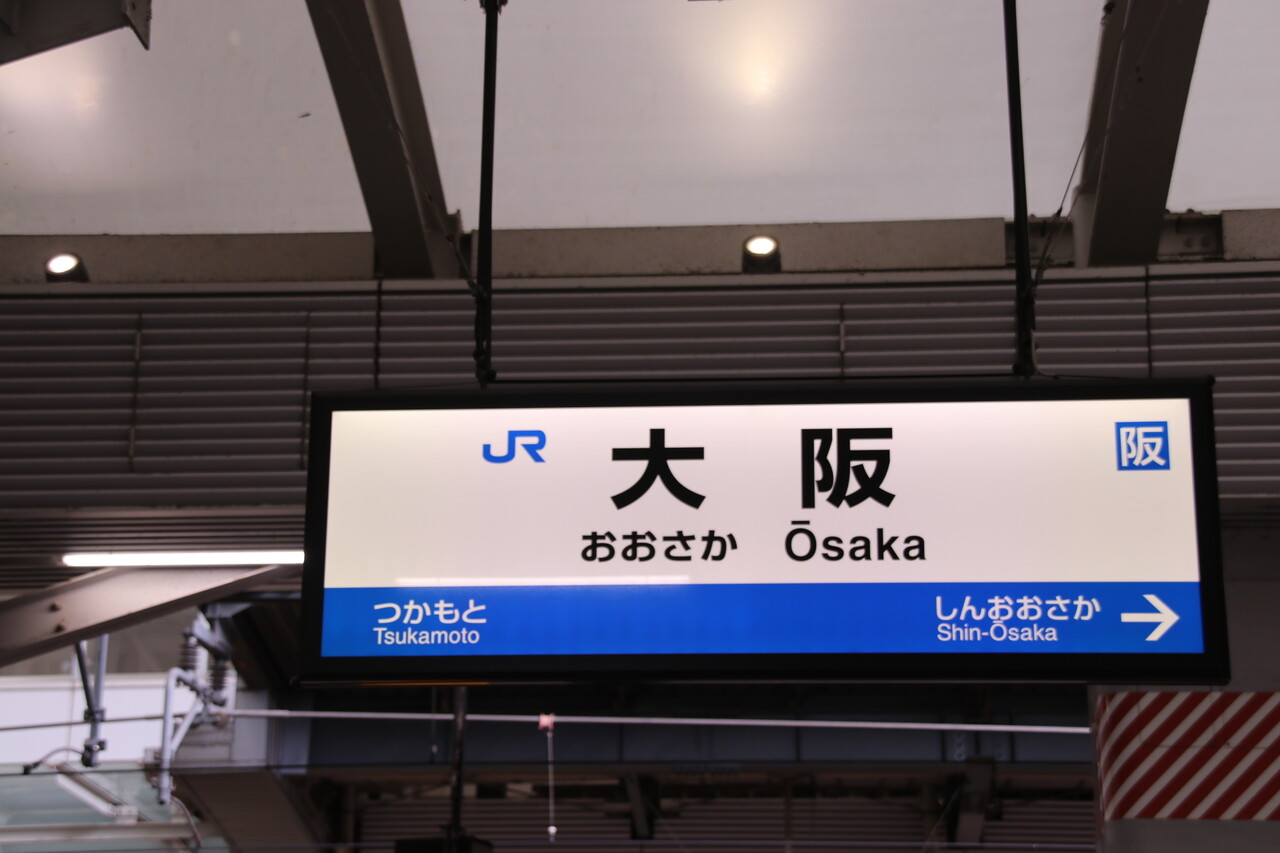 JR 大阪 阪
おおさか Ōsaka
つかもと しんおおさか →
Tsukamoto Shin-Ōsaka